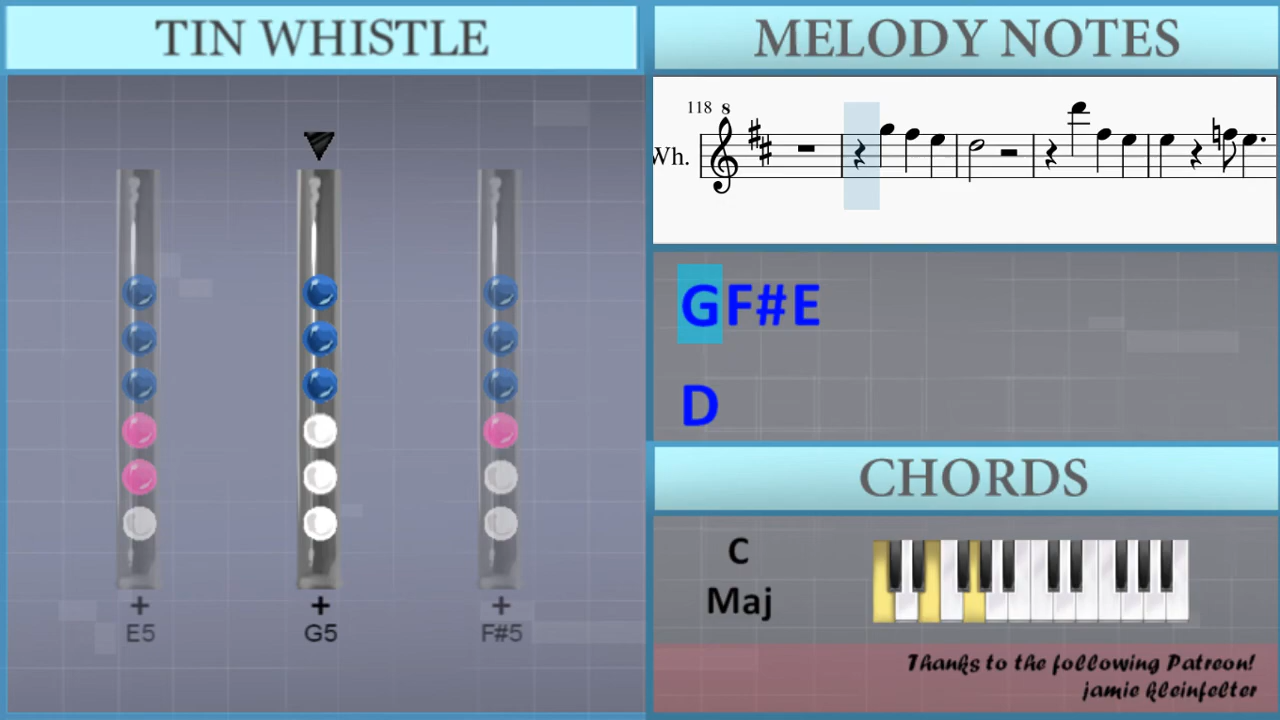 TIN WHISTLE
+
E5
+
G5
+
F#5
MELODY NOTES
118 8
Wh.
GF#E
D
CHORDS
C
Maj
Thanks to the following Patreon!
jamie kleinfelter